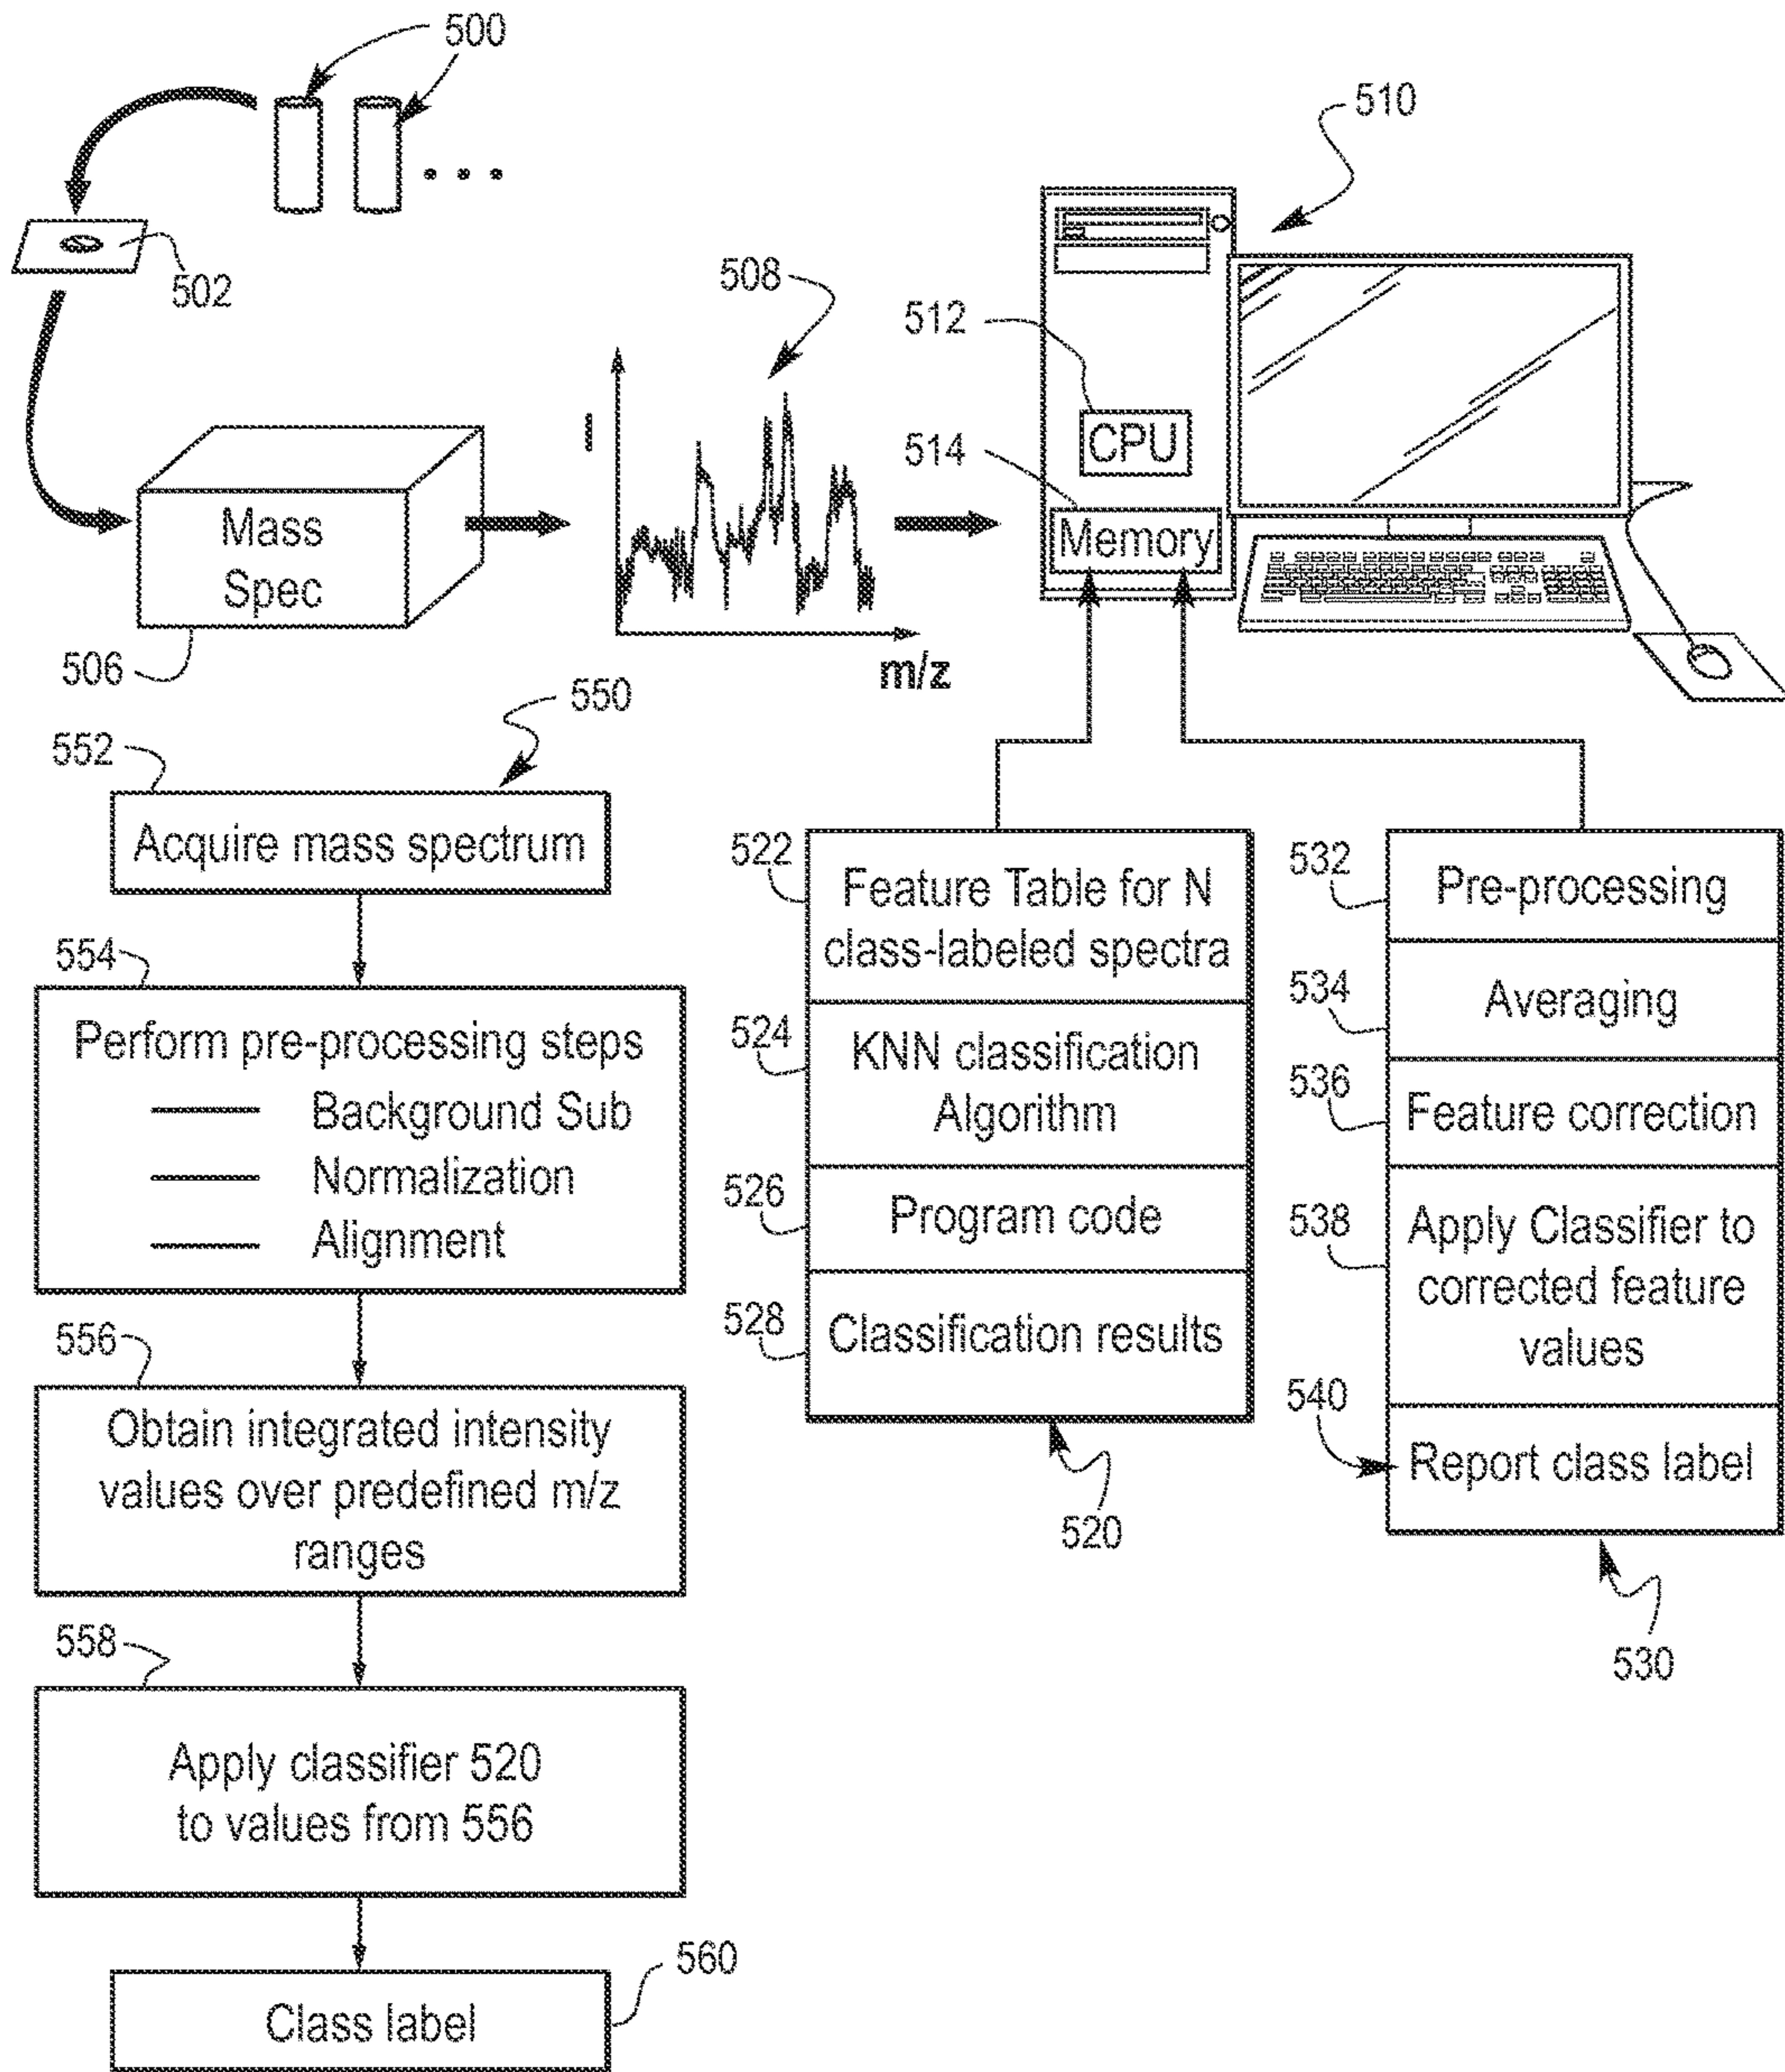 500
510
502
508
512
I
CPU
514
Mass
Spec
Memory
506
m/z
550
552
Acquire mass spectrum
554
Perform pre-processing steps
Background Sub
Normalization
Alignment
556
Obtain integrated intensity
values over predefined m/z
ranges
558
Apply classifier 520
to values from 556
560
Class label
522
Feature Table for N
class-labeled spectra
524
KNN classification
Algorithm
526
Program code
528
Classification results
520
532
Pre-processing
534
Averaging
536
Feature correction
538
Apply Classifier to
corrected feature
values
540
Report class label
530